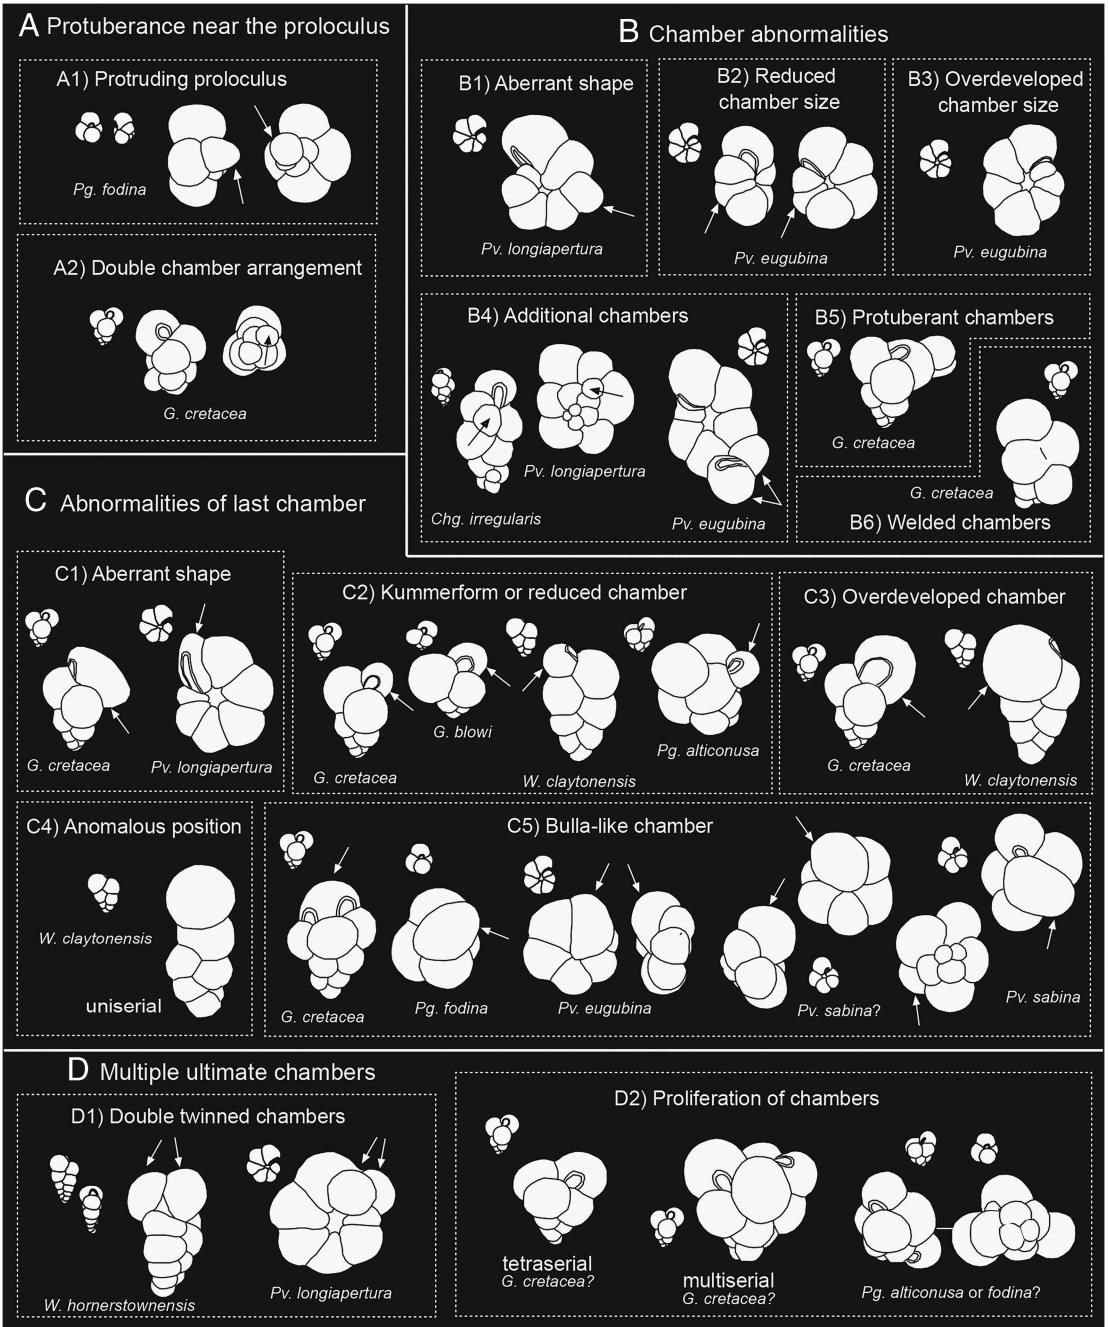 A Protuberance near the proloculus
A1) Protruding proloculus
Pg. fodina
A2) Double chamber arrangement
G. cretacea
B Chamber abnormalities
B1) Aberrant shape
Pv. longiapertura
B2) Reduced
chamber size
Pv. eugubina
B3) Overdeveloped
chamber size
Pv. eugubina
B4) Additional chambers
Chg. irregularis
Pv. longiapertura
Pv. eugubina
B5) Protuberant chambers
G. cretacea
G. cretacea
B6) Welded chambers
C Abnormalities of last chamber
C1) Aberrant shape
G. cretacea
Pv. longiapertura
C2) Kummerform or reduced chamber
G. cretacea
G. blowi
W. claytonensis
Pg. alticonusa
C3) Overdeveloped chamber
G. cretacea
W. claytonensis
C4) Anomalous position
W. claytonensis
uniserial
C5) Bulla-like chamber
G. cretacea
Pg. fodina
Pv. eugubina
Pv. sabina?
Pv. sabina
D Multiple ultimate chambers
D1) Double twinned chambers
W. hornerstownensis
Pv. longiapertura
D2) Proliferation of chambers
tetraserial
G. cretacea?
multiserial
G. cretacea?
Pg. alticonusa or fodina?